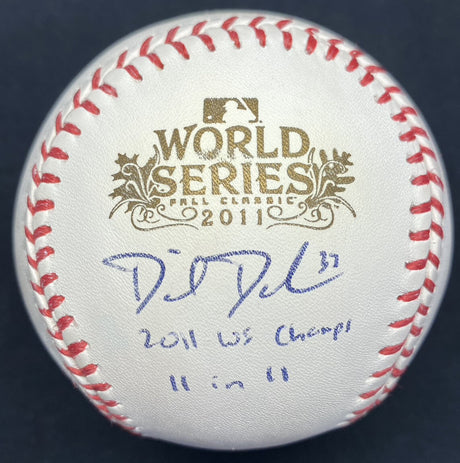 WORLD
SERIES
FALL CLASSIC
2011
2011 WS Champs
11 in 11